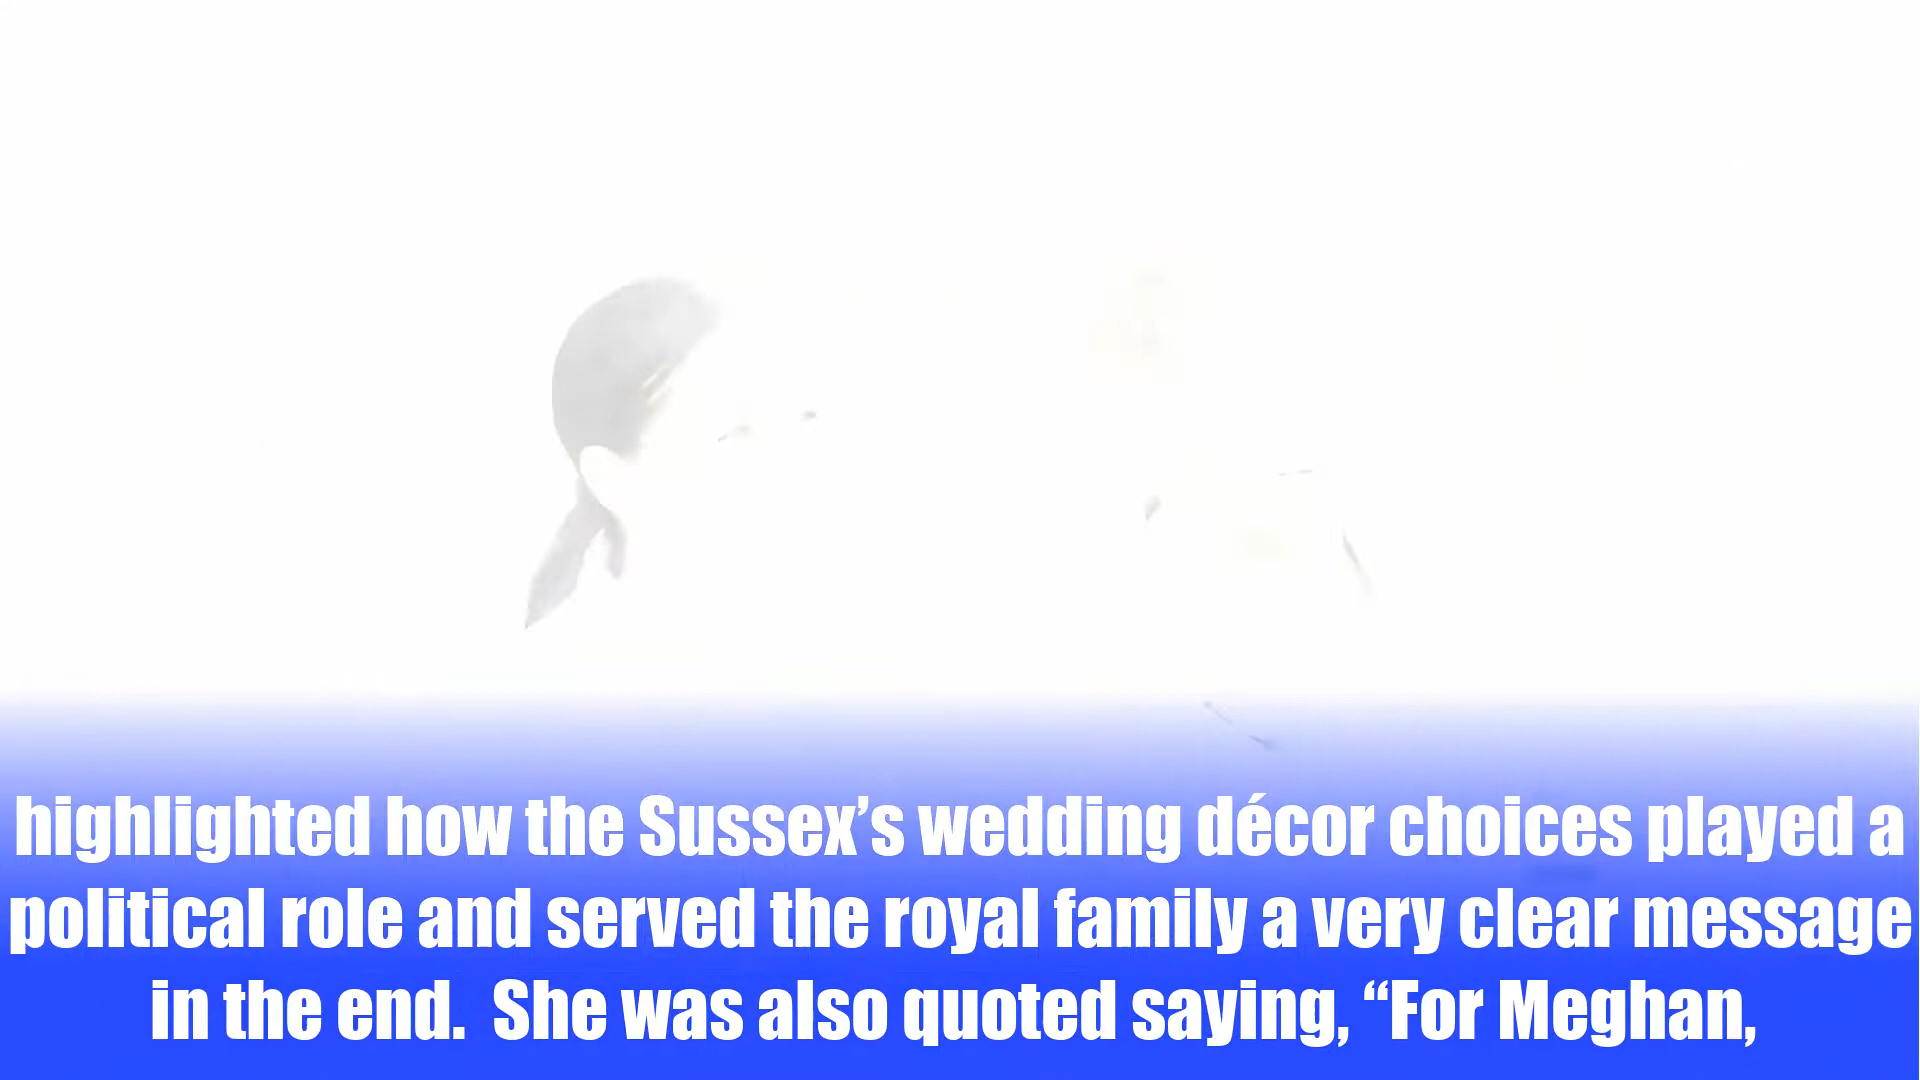 highlighted how the Sussex’s wedding décor choices played a
political role and served the royal family a very clear message
in the end.  She was also quoted saying, “For Meghan,